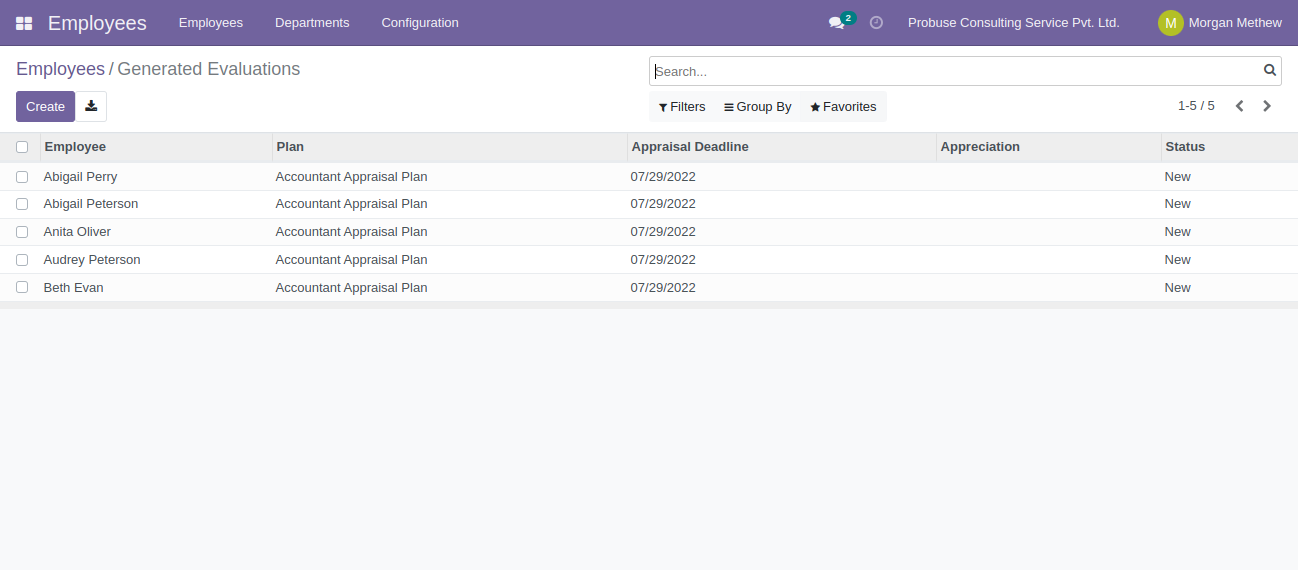 Employees Employees Departments Configuration 2 Probuse Consulting Service Pvt. Ltd. M Morgan Methew
Employees / Generated Evaluations
Search...
Create Filters Group By Favorites 1-5 / 5
Employee Plan Appraisal Deadline Appreciation Status
Abigail Perry Accountant Appraisal Plan 07/29/2022 New
Abigail Peterson Accountant Appraisal Plan 07/29/2022 New
Anita Oliver Accountant Appraisal Plan 07/29/2022 New
Audrey Peterson Accountant Appraisal Plan 07/29/2022 New
Beth Evan Accountant Appraisal Plan 07/29/2022 New